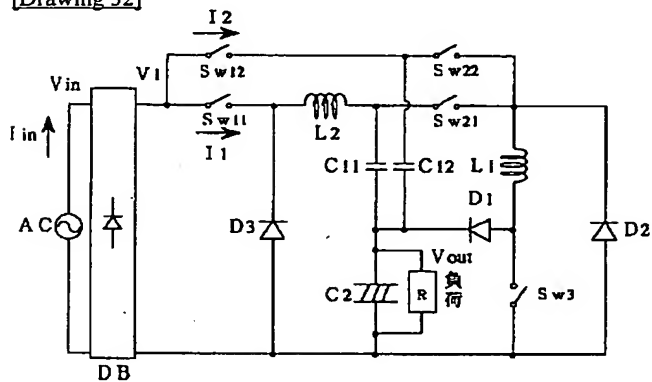 [Drawing 32]
I2
Sw12
Sw22
Vin
V1
Sw11
L2
Sw21
Iin
I1
C11
C12
L1
D1
AC
D3
D2
Vout
C2
R
負荷
Sw3
DB